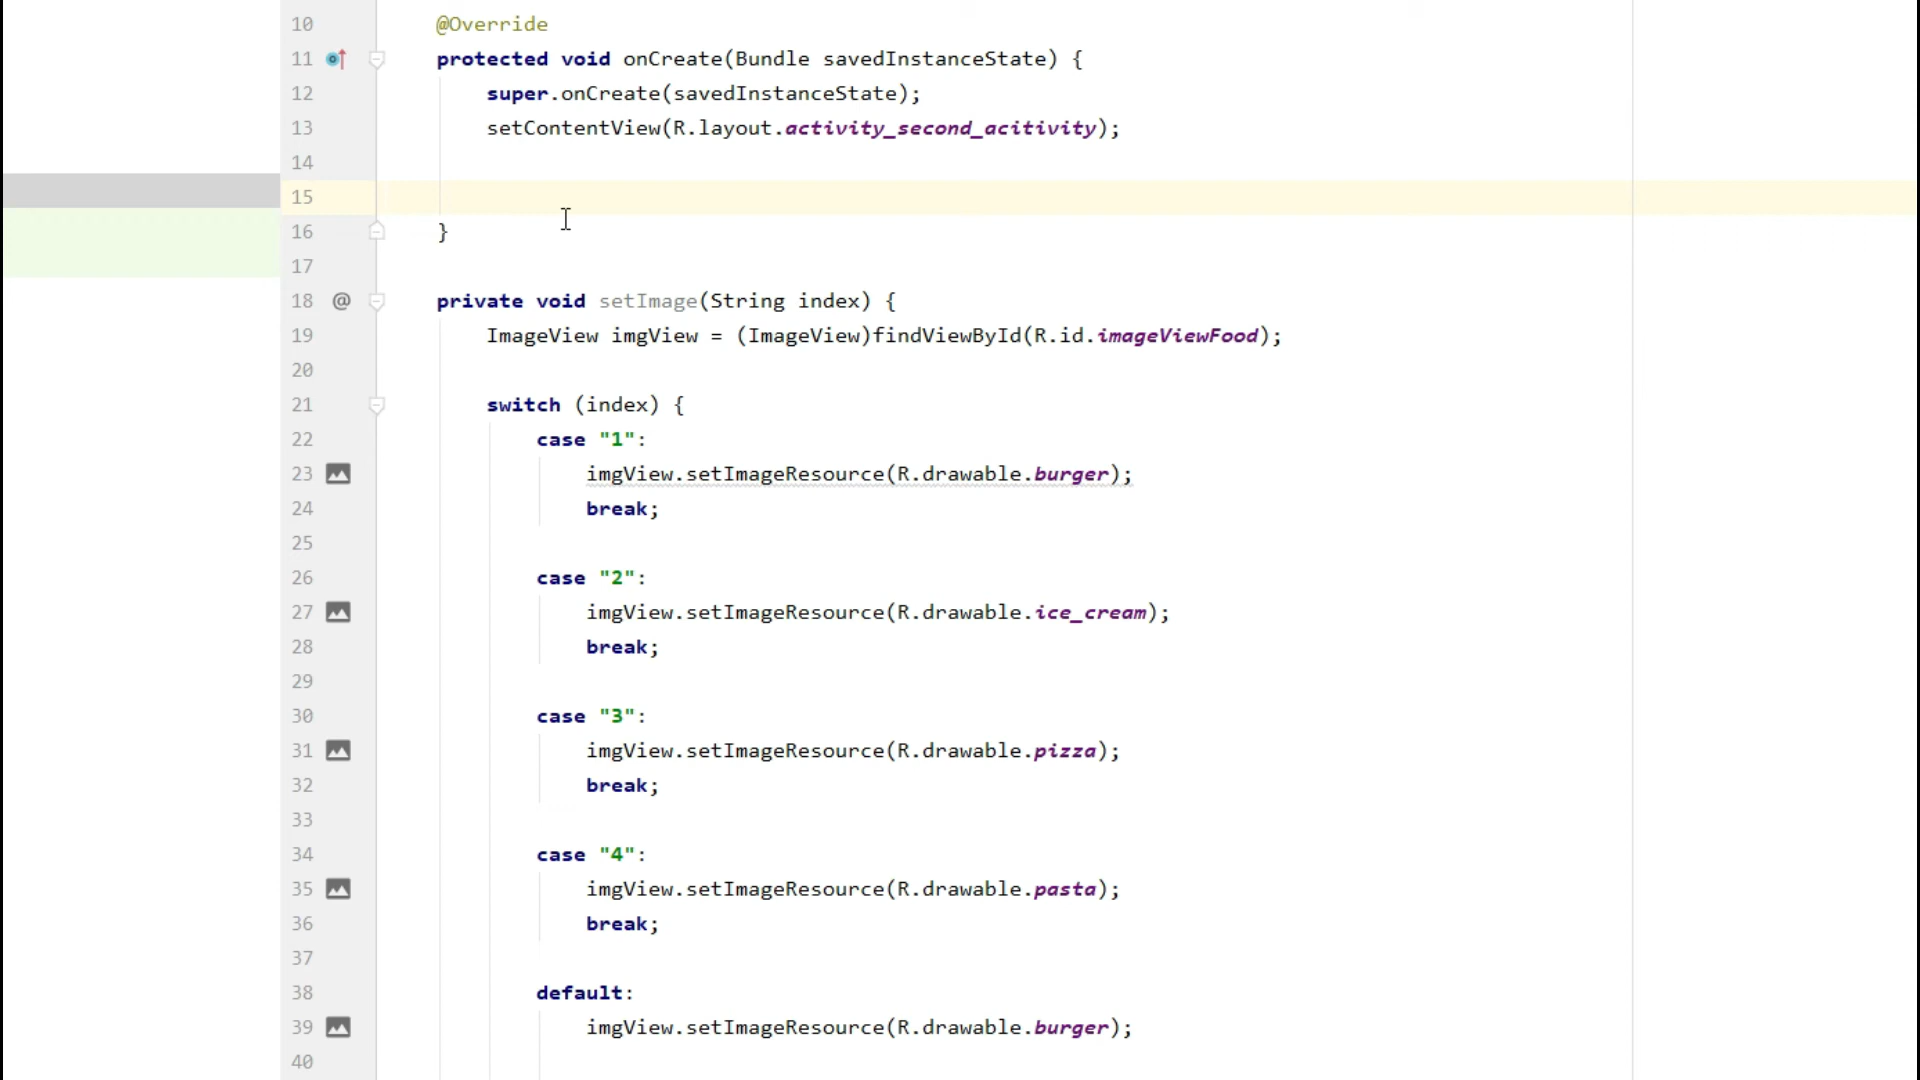 10 @Override
11 protected void onCreate(Bundle savedInstanceState) {
12 super.onCreate(savedInstanceState);
13 setContentView(R.layout.activity_second_acitivity);
14
15
16 }
17
18 @ private void setImage(String index) {
19 ImageView imgView = (ImageView)findViewById(R.id.imageViewFood);
20
21 switch (index) {
22 case "1":
23 imgView.setImageResource(R.drawable.burger);
24 break;
25
26 case "2":
27 imgView.setImageResource(R.drawable.ice_cream);
28 break;
29
30 case "3":
31 imgView.setImageResource(R.drawable.pizza);
32 break;
33
34 case "4":
35 imgView.setImageResource(R.drawable.pasta);
36 break;
37
38 default:
39 imgView.setImageResource(R.drawable.burger);
40